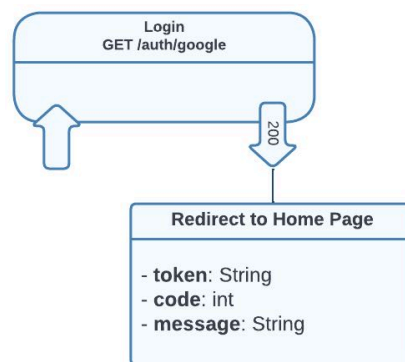 Login
GET /auth/google
200
Redirect to Home Page
- token: String
- code: int
- message: String